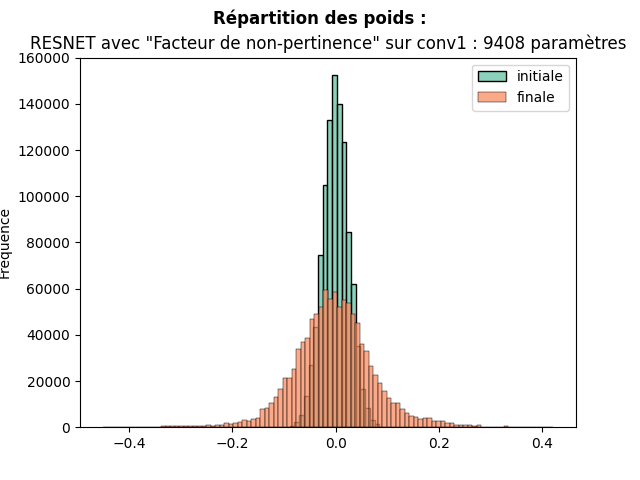 Répartition des poids :
RESNET avec "Facteur de non-pertinence" sur conv1 : 9408 paramètres
160000
140000
120000
100000
80000
60000
40000
20000
0
Fréquence
initiale
finale
−0.4
−0.2
0.0
0.2
0.4